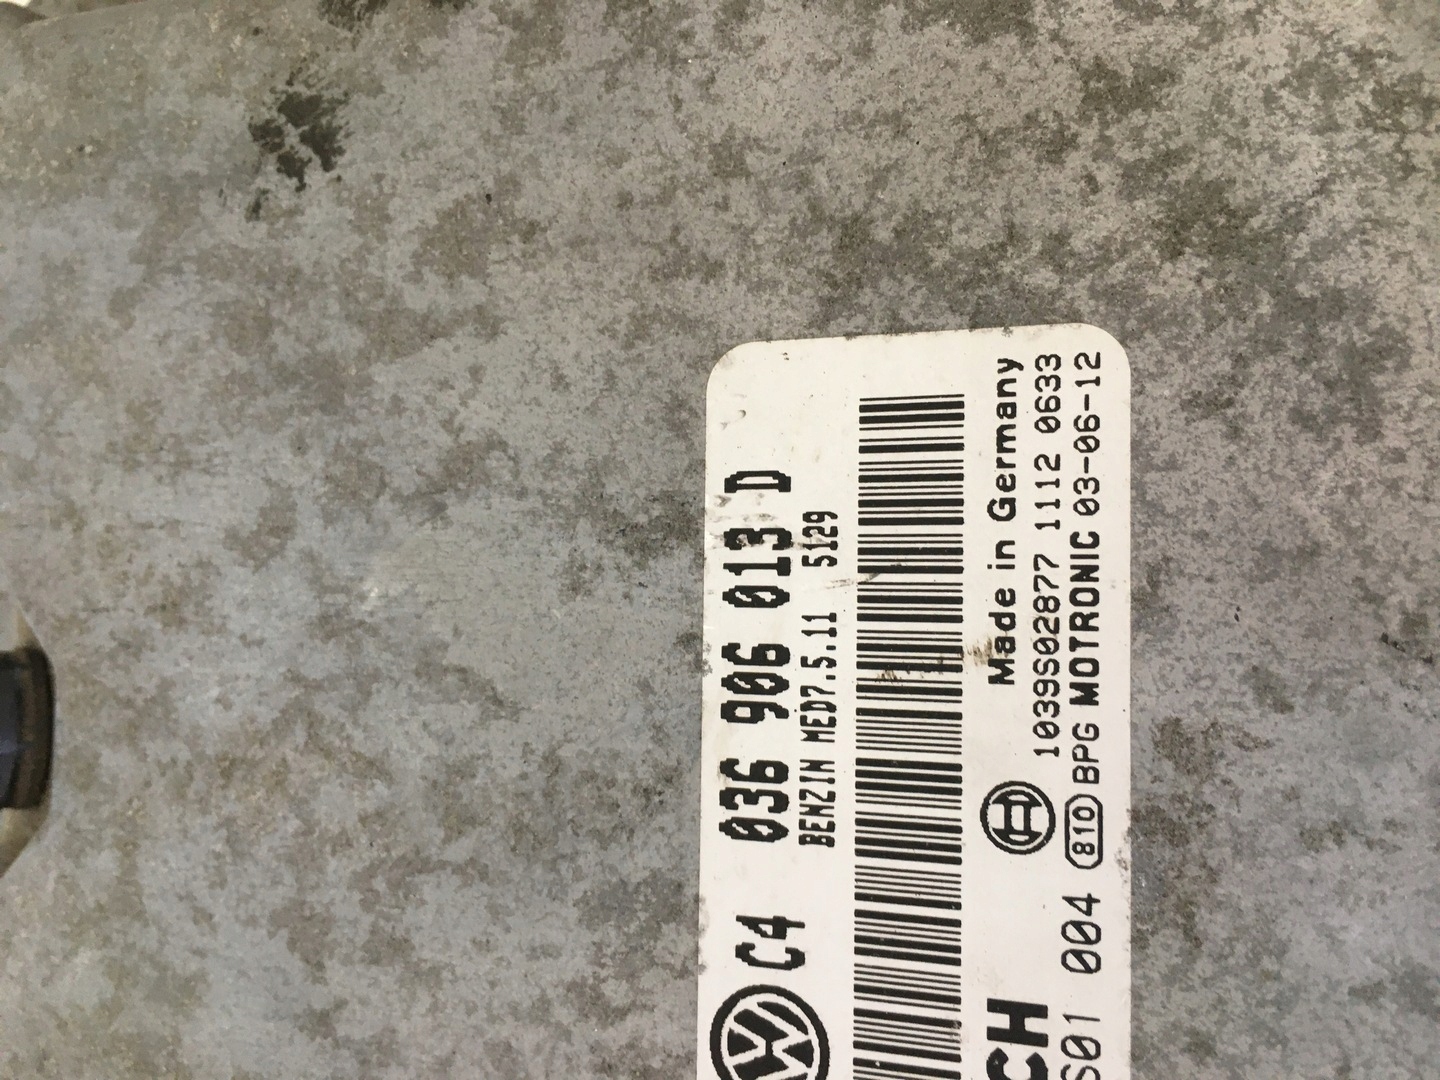 C4 036 906 013 D
BENZIN MED7.5.11 5129
Made in Germany
1039S02877 1112 0633
CH
S01 004 810 BPG MOTRONIC 03-06-12